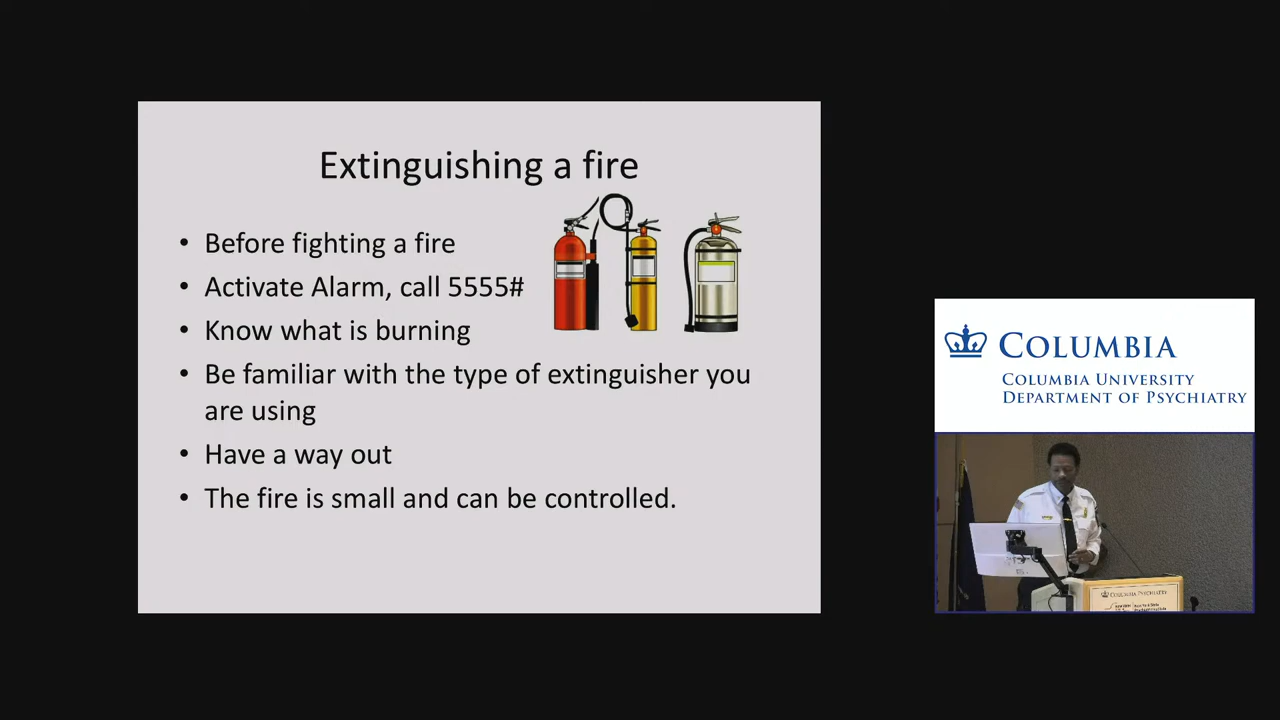 Extinguishing a fire
• Before fighting a fire
• Activate Alarm, call 5555#
• Know what is burning
• Be familiar with the type of extinguisher you
are using
• Have a way out
• The fire is small and can be controlled.
COLUMBIA
COLUMBIA UNIVERSITY
DEPARTMENT OF PSYCHIATRY
COLUMBIA PSYCHIATRY